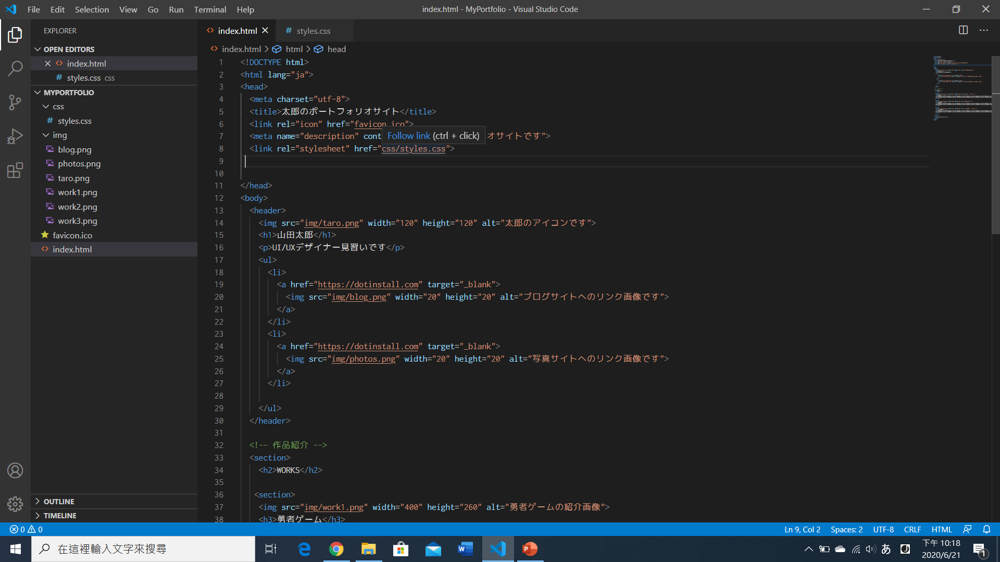 File Edit Selection View Go Run Terminal Help
index.html - MyPortfolio - Visual Studio Code
EXPLORER
OPEN EDITORS
index.html
styles.css css
MYPORTFOLIO
css
styles.css
img
blog.png
photos.png
taro.png
work1.png
work2.png
work3.png
favicon.ico
index.html
OUTLINE
TIMELINE
index.html styles.css
index.html html head
1 <!DOCTYPE html>
2 <html lang="ja">
3 <head>
4 <meta charset="utf-8">
5 <title>太郎のポートフォリオサイト</title>
6 <link rel="icon" href="favicon.ico">
7 <meta name="description" cont オサイトです">
Follow link (ctrl + click)
8 <link rel="stylesheet" href="css/styles.css">
9
10
11 </head>
12 <body>
13 <header>
14 <img src="img/taro.png" width="120" height="120" alt="太郎のアイコンです">
15 <h1>山田太郎</h1>
16 <p>UI/UXデザイナー見習いです</p>
17 <ul>
18 <li>
19 <a href="https://dotinstall.com" target="_blank">
20 <img src="img/blog.png" width="20" height="20" alt="ブログサイトへのリンク画像です">
21 </a>
22 </li>
23 <li>
24 <a href="https://dotinstall.com" target="_blank">
25 <img src="img/photos.png" width="20" height="20" alt="写真サイトへのリンク画像です">
26 </a>
27 </li>
28
29 </ul>
30 </header>
31
32 <!-- 作品紹介 -->
33 <section>
34 <h2>WORKS</h2>
35
36 <section>
37 <img src="img/work1.png" width="400" height="260" alt="勇者ゲームの紹介画像">
38 <h3>勇者ゲーム</h3>
0 0
Ln 9, Col 2 Spaces: 2 UTF-8 CRLF HTML
在這裡輸入文字來搜尋
あ
下午 10:18
2020/6/21
1